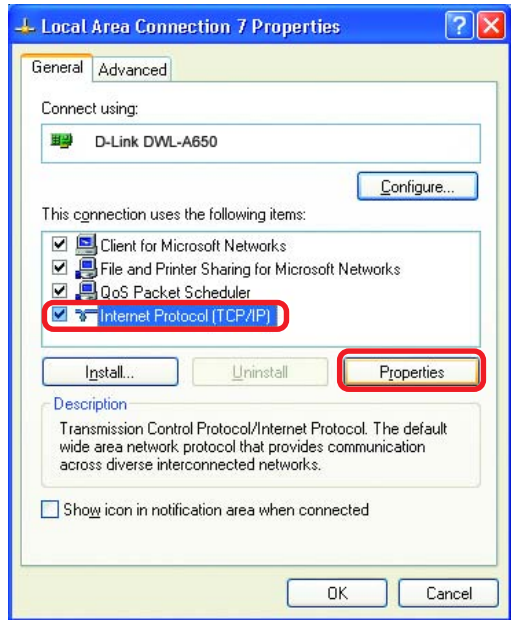 Local Area Connection 7 Properties
General
Advanced
Connect using:
D-Link DWL-A650
Configure...
This connection uses the following items:
Client for Microsoft Networks
File and Printer Sharing for Microsoft Networks
QoS Packet Scheduler
Internet Protocol (TCP/IP)
Install...
Uninstall
Properties
Description
Transmission Control Protocol/Internet Protocol. The default
wide area network protocol that provides communication
across diverse interconnected networks.
Show icon in notification area when connected
OK
Cancel